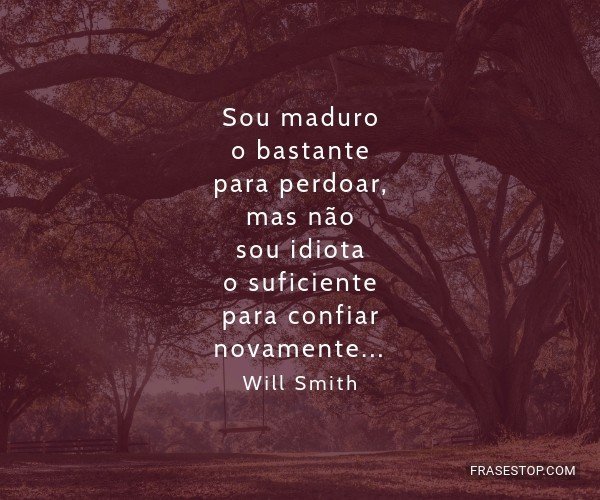 Sou maduro
o bastante
para perdoar,
mas não
sou idiota
o suficiente
para confiar
novamente...
Will Smith
FRASESTOP.COM